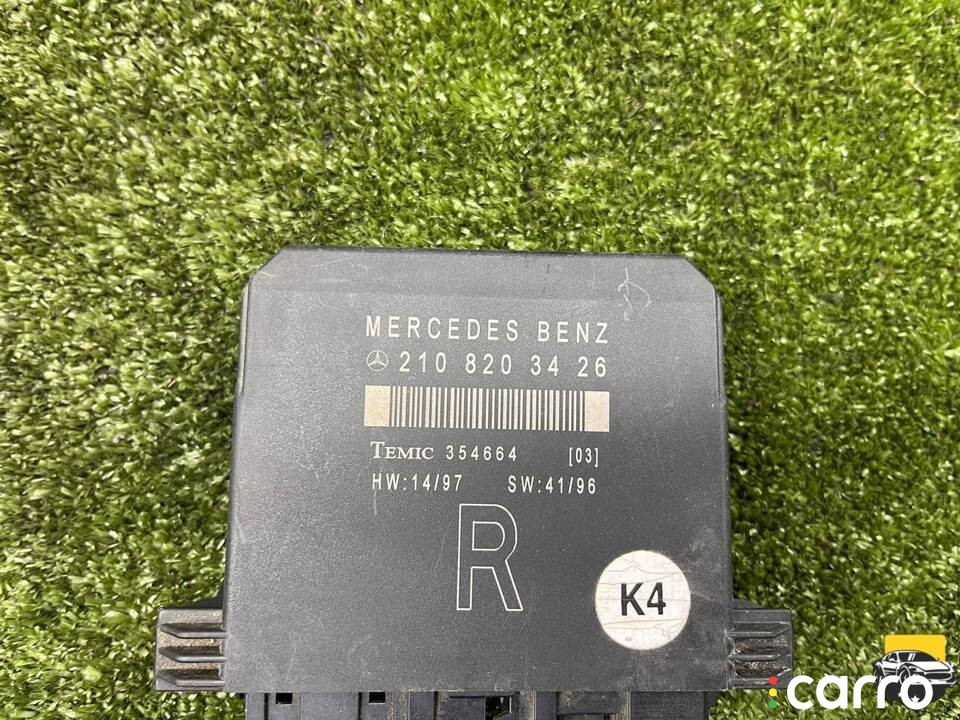 MERCEDES BENZ
210 820 34 26
TEMIC 354664 [03]
HW:14/97 SW:41/96
R
K4
carro